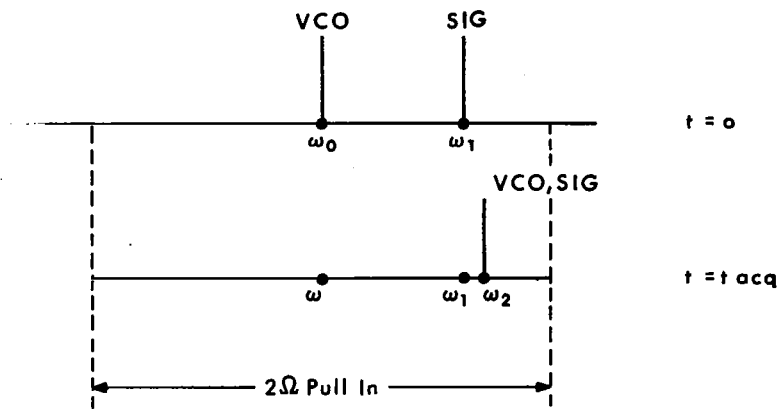 VCO SIG
t = o
ω₀ ω₁
VCO, SIG
t = t acq
ω ω₁ ω₂
2Ω Pull In